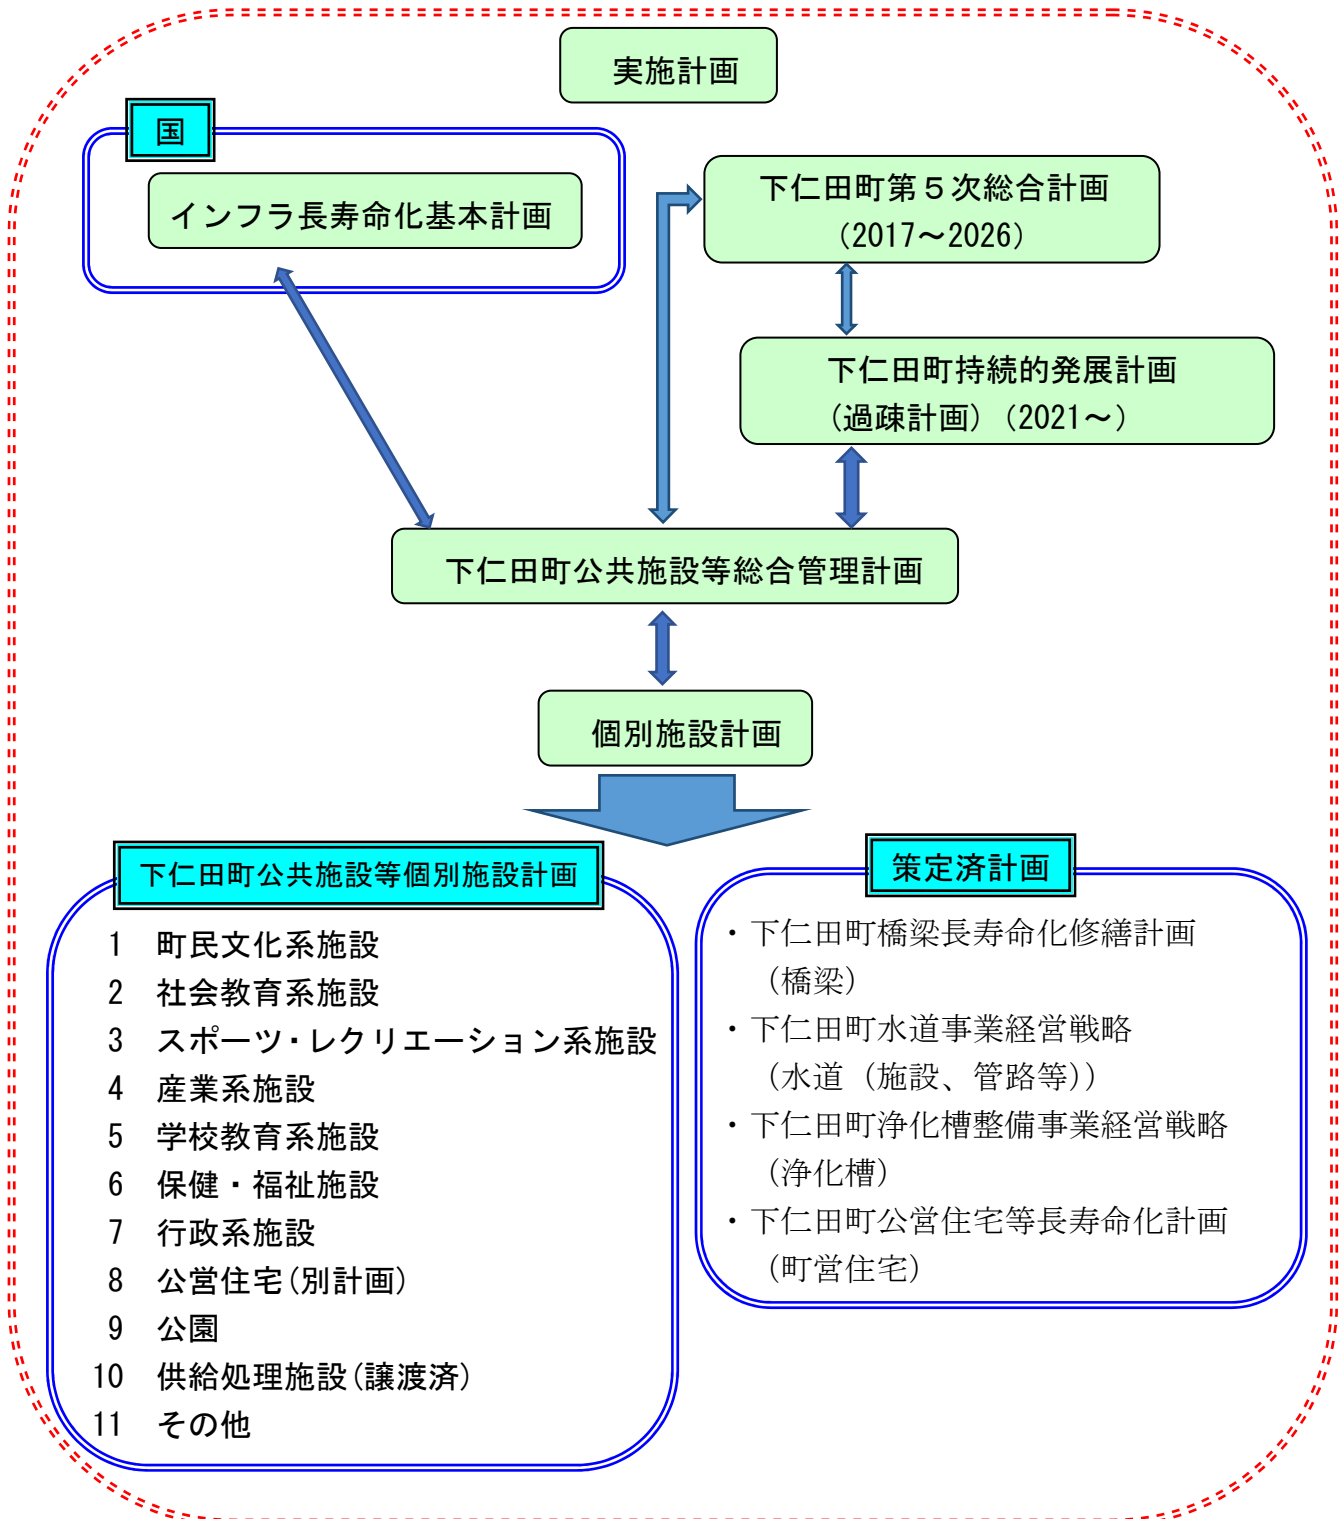 実施計画
国
インフラ長寿命化基本計画
下仁田町第５次総合計画
(2017～2026)
下仁田町持続的発展計画
(過疎計画)(2021～)
下仁田町公共施設等総合管理計画
個別施設計画
下仁田町公共施設等個別施設計画
1 町民文化系施設
2 社会教育系施設
3 スポーツ・レクリエーション系施設
4 産業系施設
5 学校教育系施設
6 保健・福祉施設
7 行政系施設
8 公営住宅(別計画)
9 公園
10 供給処理施設(譲渡済)
11 その他
策定済計画
・下仁田町橋梁長寿命化修繕計画
（橋梁）
・下仁田町水道事業経営戦略
（水道（施設、管路等））
・下仁田町浄化槽整備事業経営戦略
（浄化槽）
・下仁田町公営住宅等長寿命化計画
（町営住宅）